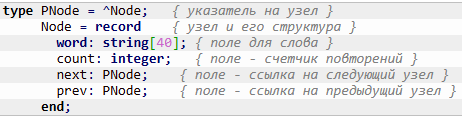 type PNode = ^Node; { указатель на узел }
Node = record { узел и его структура }
word: string[40]; { поле для слова }
count: integer; { поле - счетчик повторений }
next: PNode; { поле - ссылка на следующий узел }
prev: PNode; { поле - ссылка на предыдущий узел }
end;